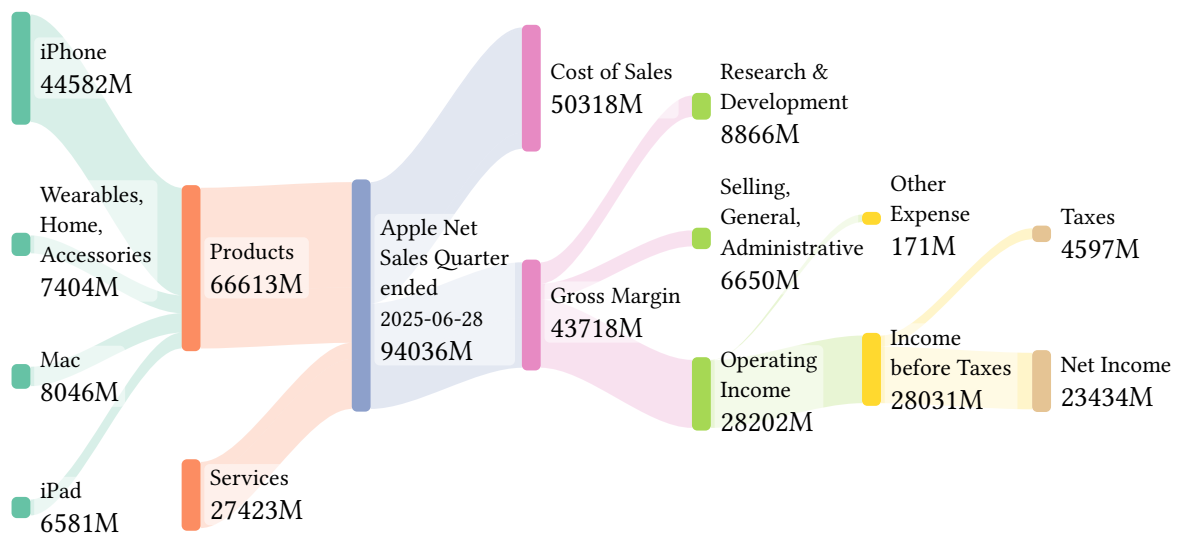 iPhone
44582M
Wearables,
Home,
Accessories
7404M
Mac
8046M
iPad
6581M
Products
66613M
Services
27423M
Apple Net
Sales Quarter
ended
2025-06-28
94036M
Cost of Sales
50318M
Gross Margin
43718M
Research &
Development
8866M
Selling,
General,
Administrative
6650M
Operating
Income
28202M
Other
Expense
171M
Income
before Taxes
28031M
Taxes
4597M
Net Income
23434M